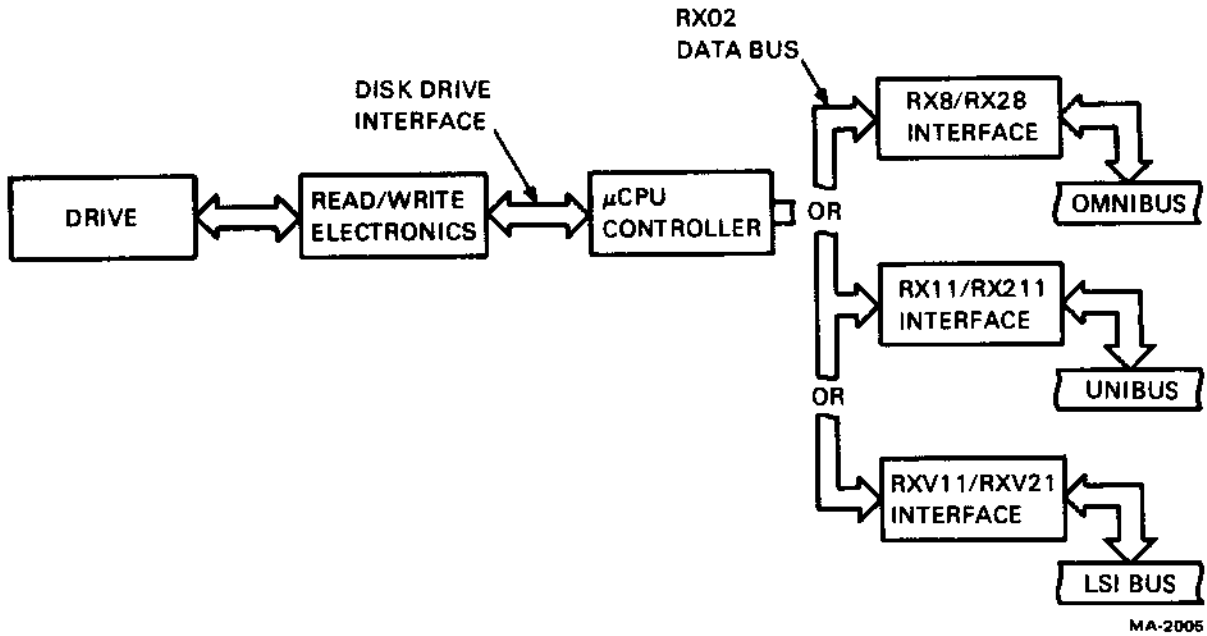 RX02
DATA BUS
DISK DRIVE
INTERFACE
RX8/RX28
INTERFACE
DRIVE
READ/WRITE
ELECTRONICS
μCPU
CONTROLLER
OR
OMNIBUS
RX11/RX211
INTERFACE
UNIBUS
OR
RXV11/RXV21
INTERFACE
LSI BUS
MA-2005